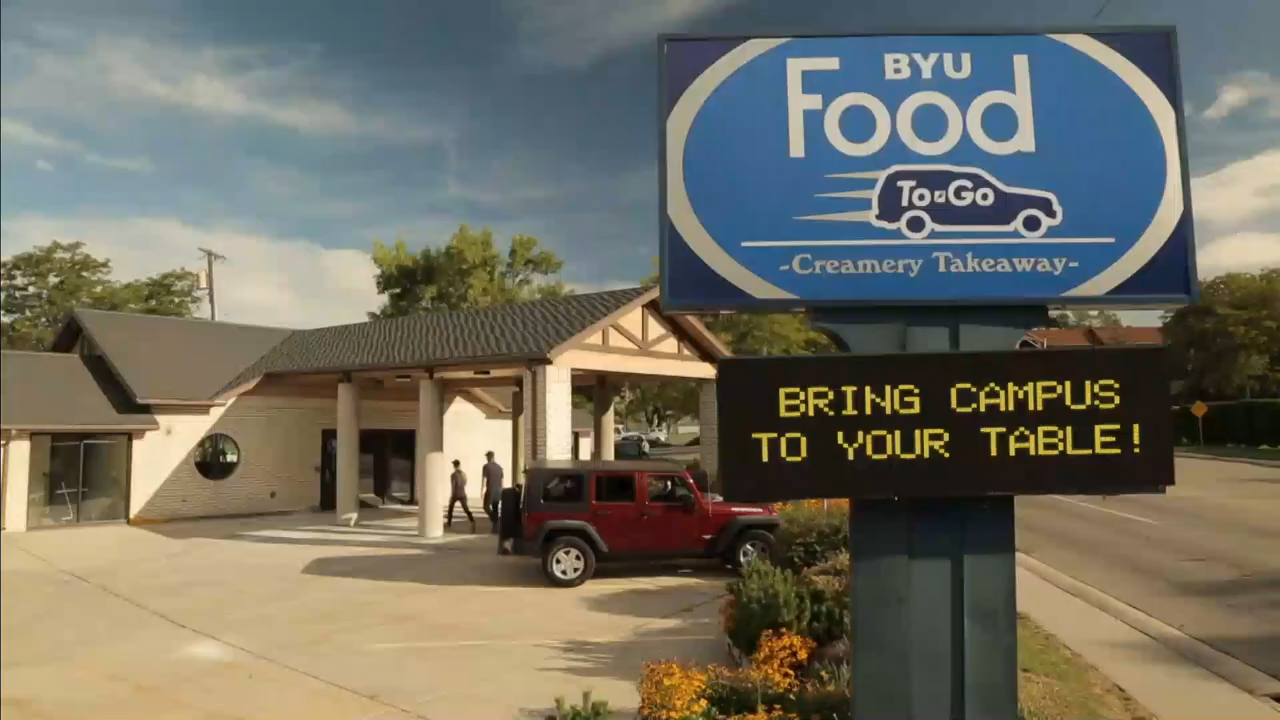 BYU
Food
To Go
-Creamery Takeaway-
BRING CAMPUS
TO YOUR TABLE!